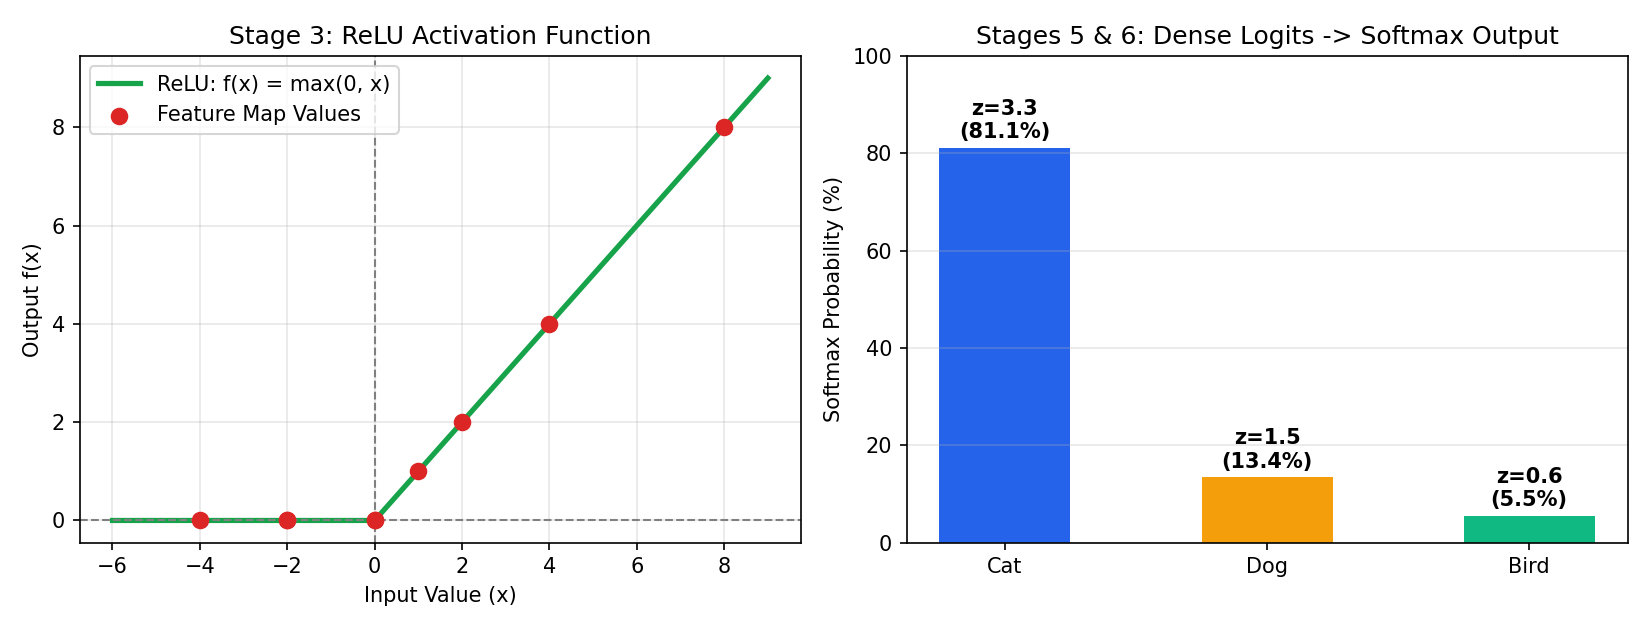 Stage 3: ReLU Activation Function
ReLU: f(x) = max(0, x)
Feature Map Values
Output f(x)
8
6
4
2
0
−6 −4 −2 0 2 4 6 8
Input Value (x)
Stages 5 & 6: Dense Logits -> Softmax Output
Softmax Probability (%)
100
80
60
40
20
0
z=3.3
(81.1%)
z=1.5
(13.4%)
z=0.6
(5.5%)
Cat Dog Bird